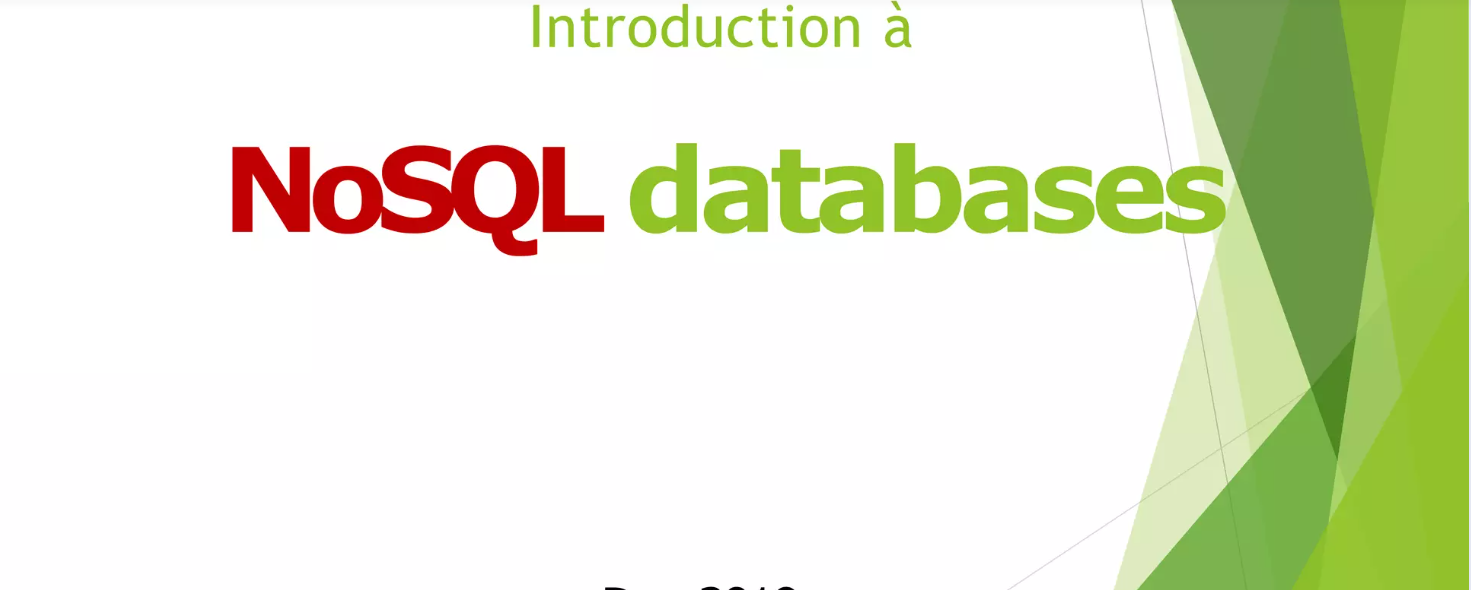 Introduction à
NoSQL databases